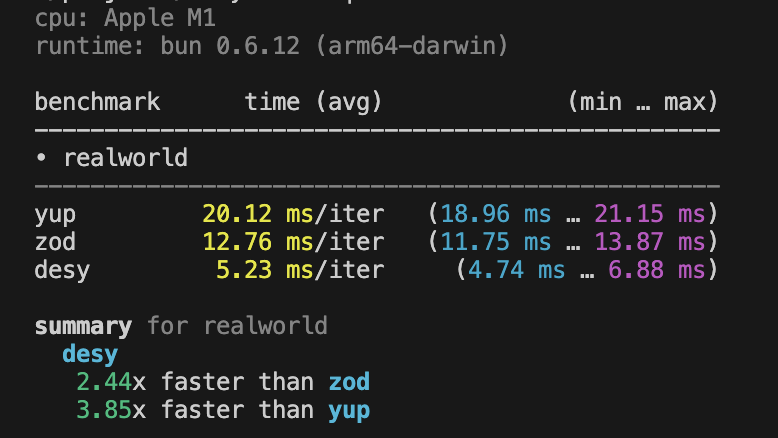 cpu: Apple M1
runtime: bun 0.6.12 (arm64-darwin)
benchmark time (avg) (min … max)
• realworld
yup 20.12 ms/iter (18.96 ms … 21.15 ms)
zod 12.76 ms/iter (11.75 ms … 13.87 ms)
desy 5.23 ms/iter (4.74 ms … 6.88 ms)
summary for realworld
desy
2.44x faster than zod
3.85x faster than yup